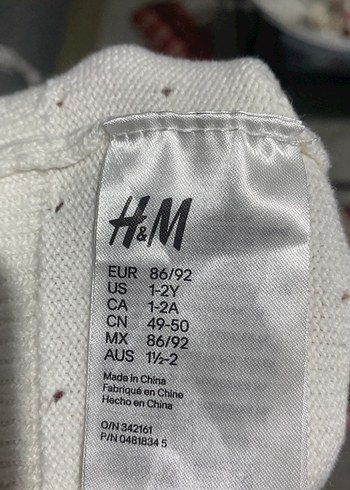 H&M
EUR 86/92
US 1-2Y
CA 1-2A
CN 49-50
MX 86/92
AUS 1½-2
Made in China
Fabriqué en Chine
Hecho en China
O/N 342161
P/N 0481834 5